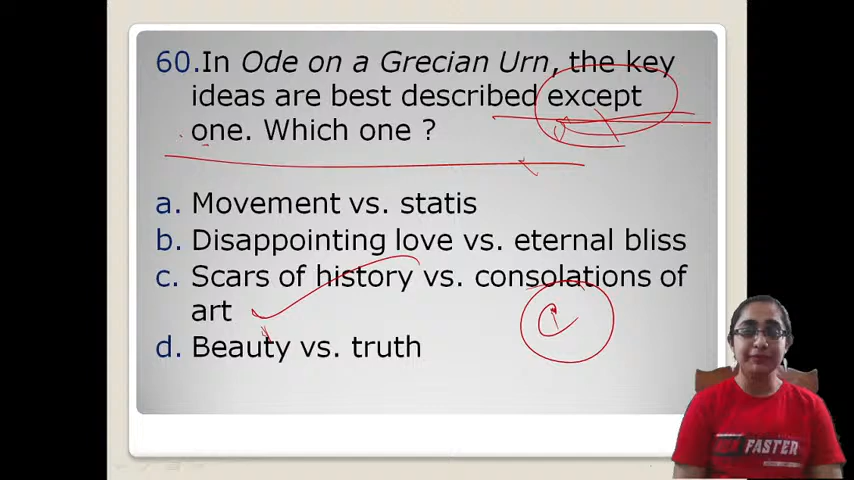 60.In Ode on a Grecian Urn, the key
ideas are best described except
one. Which one ?
a. Movement vs. statis
b. Disappointing love vs. eternal bliss
c. Scars of history vs. consolations of
art
d. Beauty vs. truth
C
FASTER